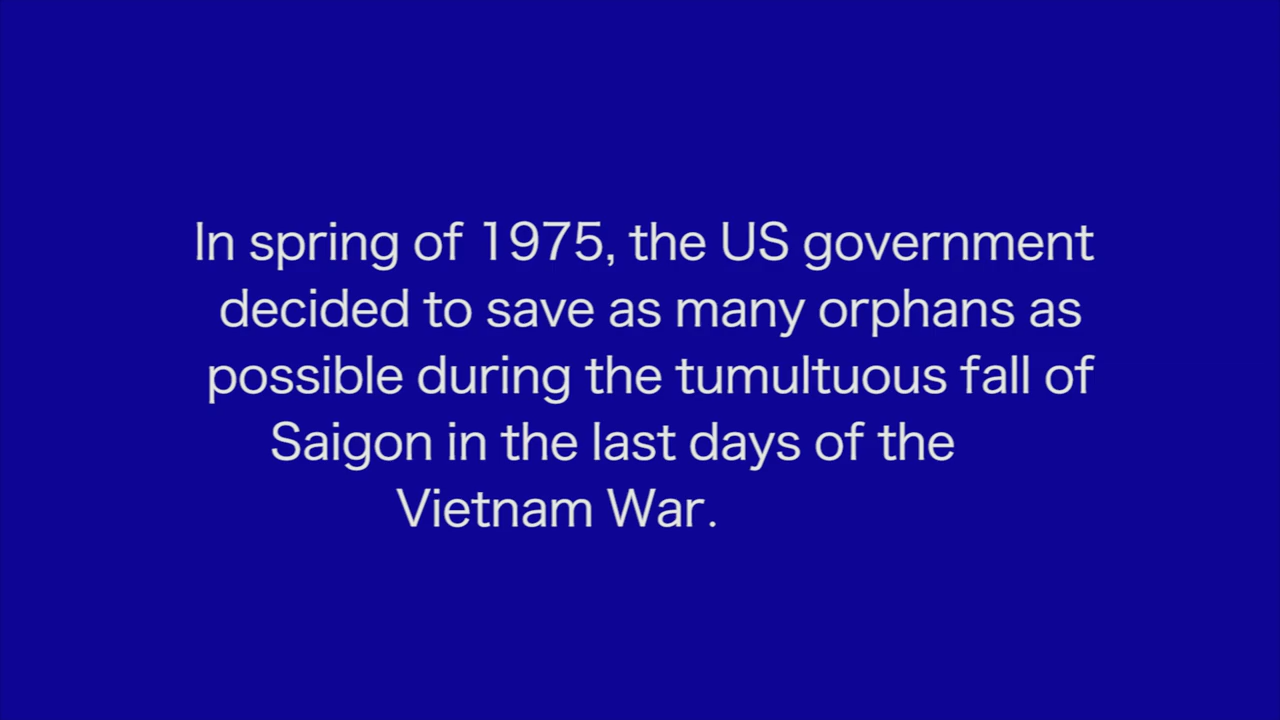 In spring of 1975, the US government
decided to save as many orphans as
possible during the tumultuous fall of
Saigon in the last days of the
Vietnam War.